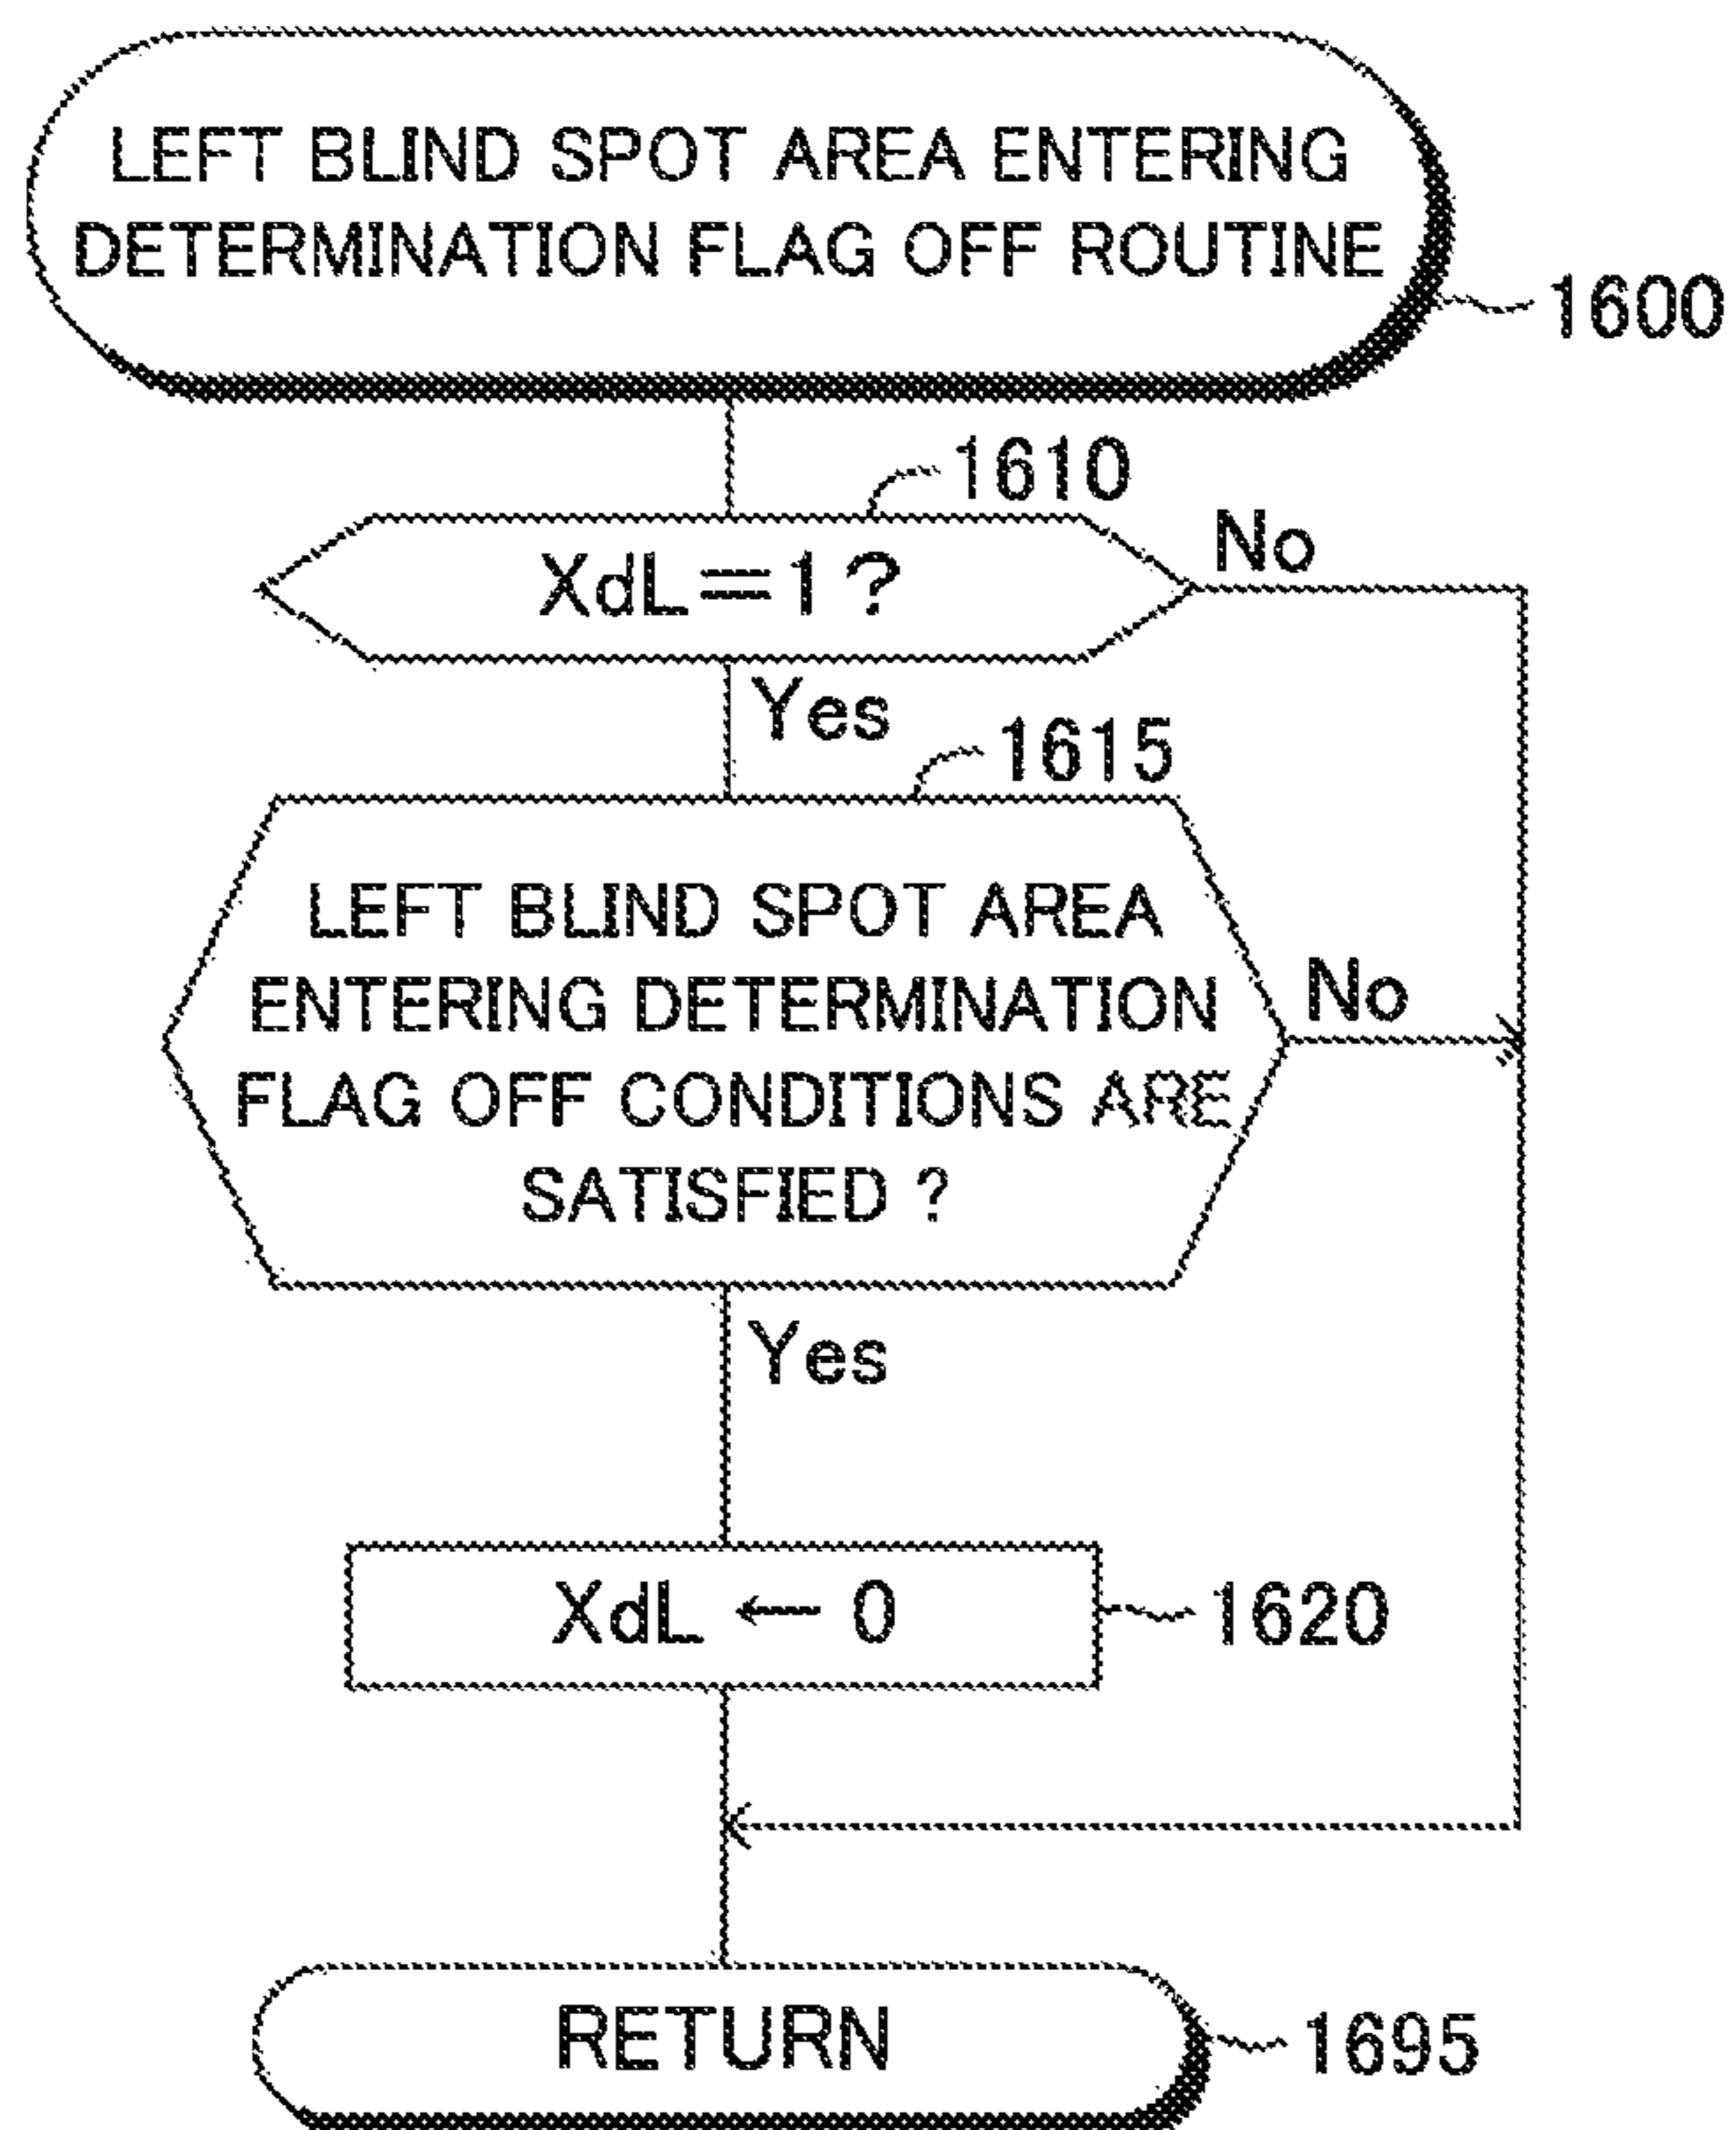 LEFT BLIND SPOT AREA ENTERING
DETERMINATION FLAG OFF ROUTINE
1600
1610
XdL=1?
No
Yes
1615
LEFT BLIND SPOT AREA
ENTERING DETERMINATION
FLAG OFF CONDITIONS ARE
SATISFIED ?
No
Yes
XdL ← 0
1620
RETURN
1695